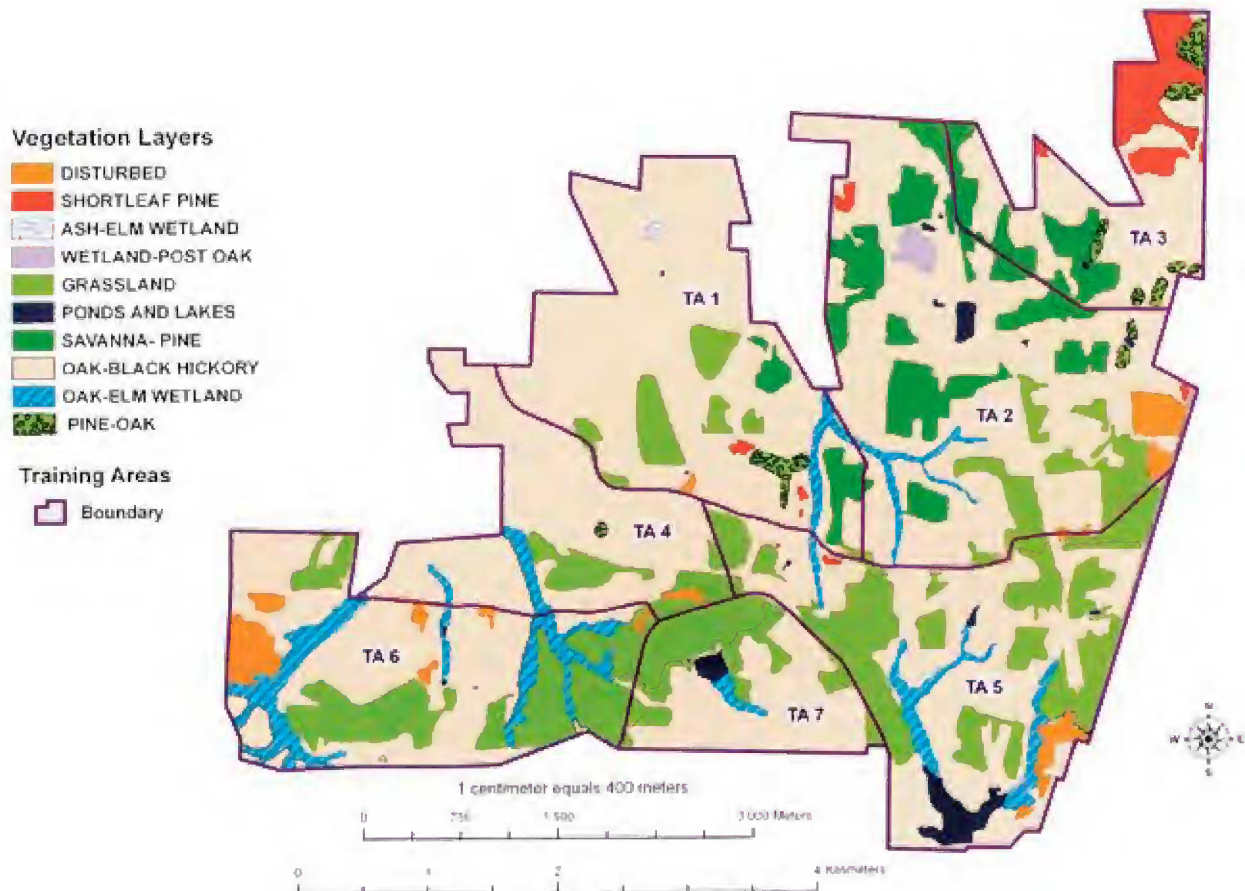 Vegetation Layers
DISTURBED
SHORTLEAF PINE
ASH-ELM WETLAND
WETLAND-POST OAK
GRASSLAND
PONDS AND LAKES
SAVANNA- PINE
OAK-BLACK HICKORY
OAK-ELM WETLAND
PINE-OAK
Training Areas
Boundary
TA 3
TA 1
TA 2
TA 4
TA 6
TA 5
TA 7
N
W E
S
1 centimeter equals 400 meters
0 750 1 500 3 000 Meters
0 1 2 4 Kilometers